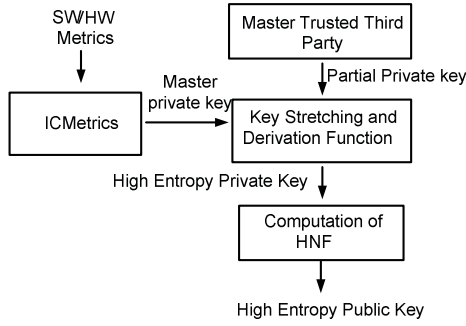 SW/HW
Metrics
Master Trusted Third
Party
Master
private key
Partial Private key
ICMetrics
Key Stretching and
Derivation Function
High Entropy Private Key
Computation of
HNF
High Entropy Public Key